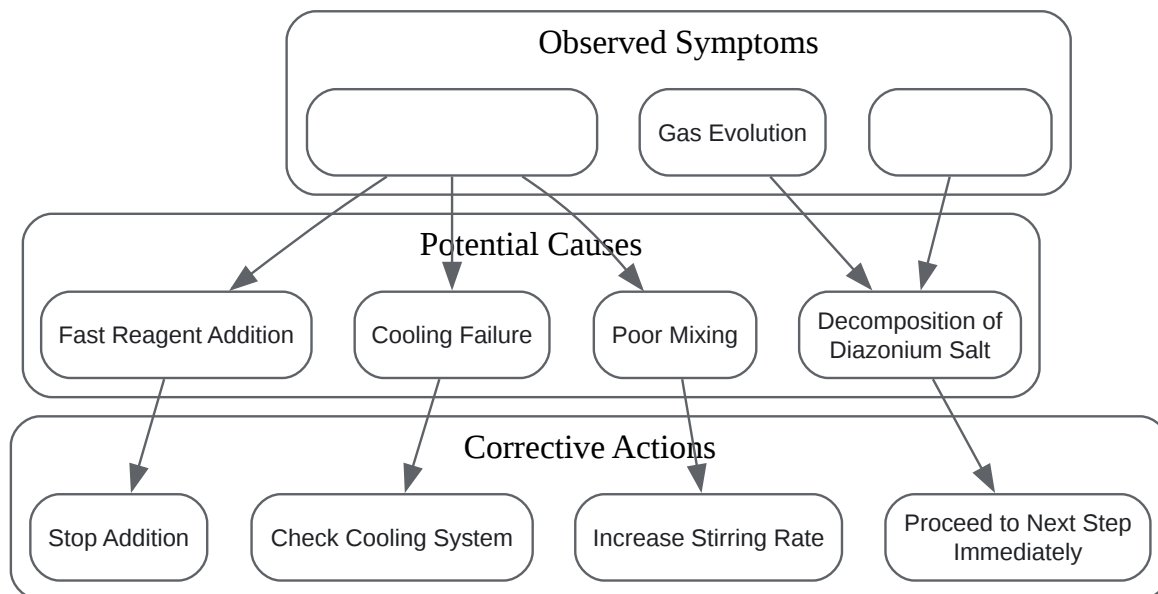 Observed Symptoms
Gas Evolution
Potential Causes
Fast Reagent Addition
Cooling Failure
Poor Mixing
Decomposition of
Diazonium Salt
Corrective Actions
Stop Addition
Check Cooling System
Increase Stirring Rate
Proceed to Next Step
Immediately